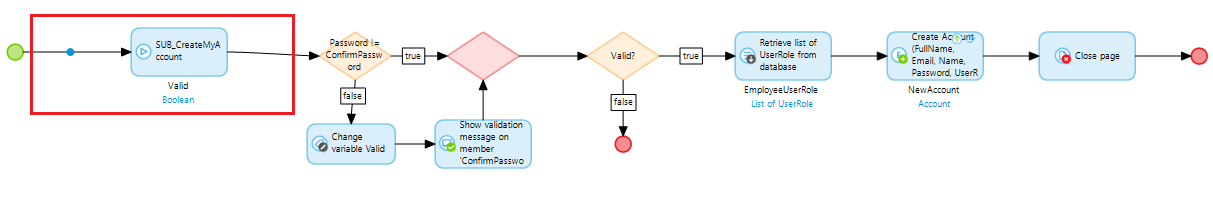 SUB_CreateMyA
ccount
Valid
Boolean
Password !=
ConfirmPassw
ord
true
false
Change
variable Valid
Show validation
message on
member
'ConfirmPasswo
Valid?
true
false
Retrieve list of
UserRole from
database
EmployeeUserRole
List of UserRole
Create Account
(FullName,
Email, Name,
Password, UserR
NewAccount
Account
Close page